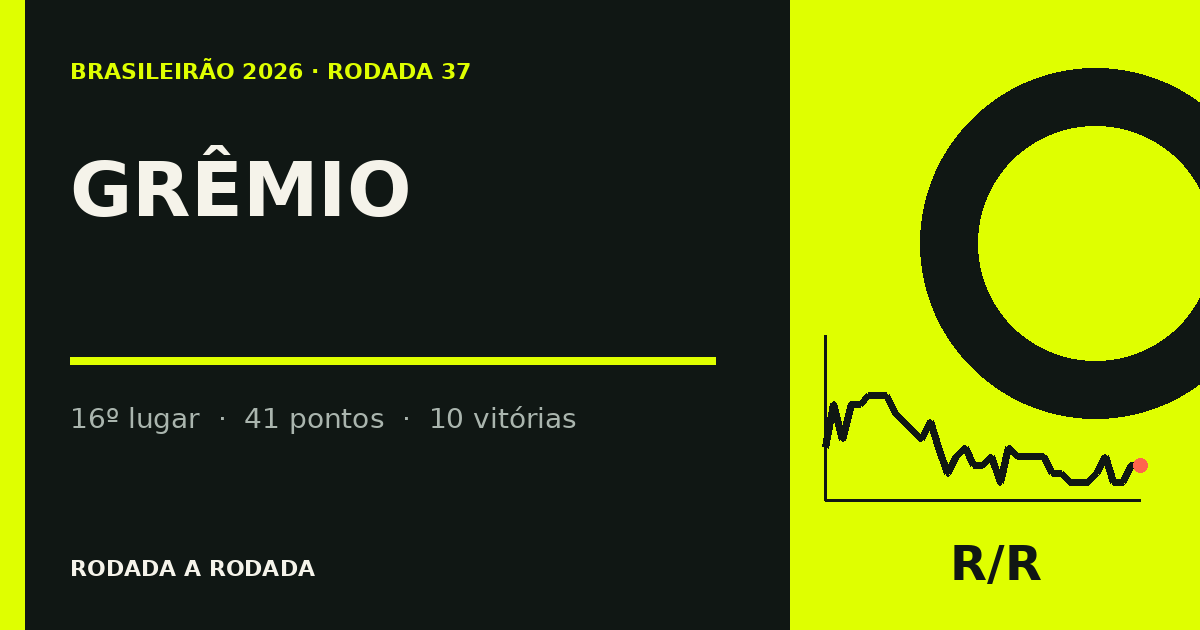 BRASILEIRÃO 2026 · RODADA 37
GRÊMIO
16º lugar · 41 pontos · 10 vitórias
RODADA A RODADA
R/R